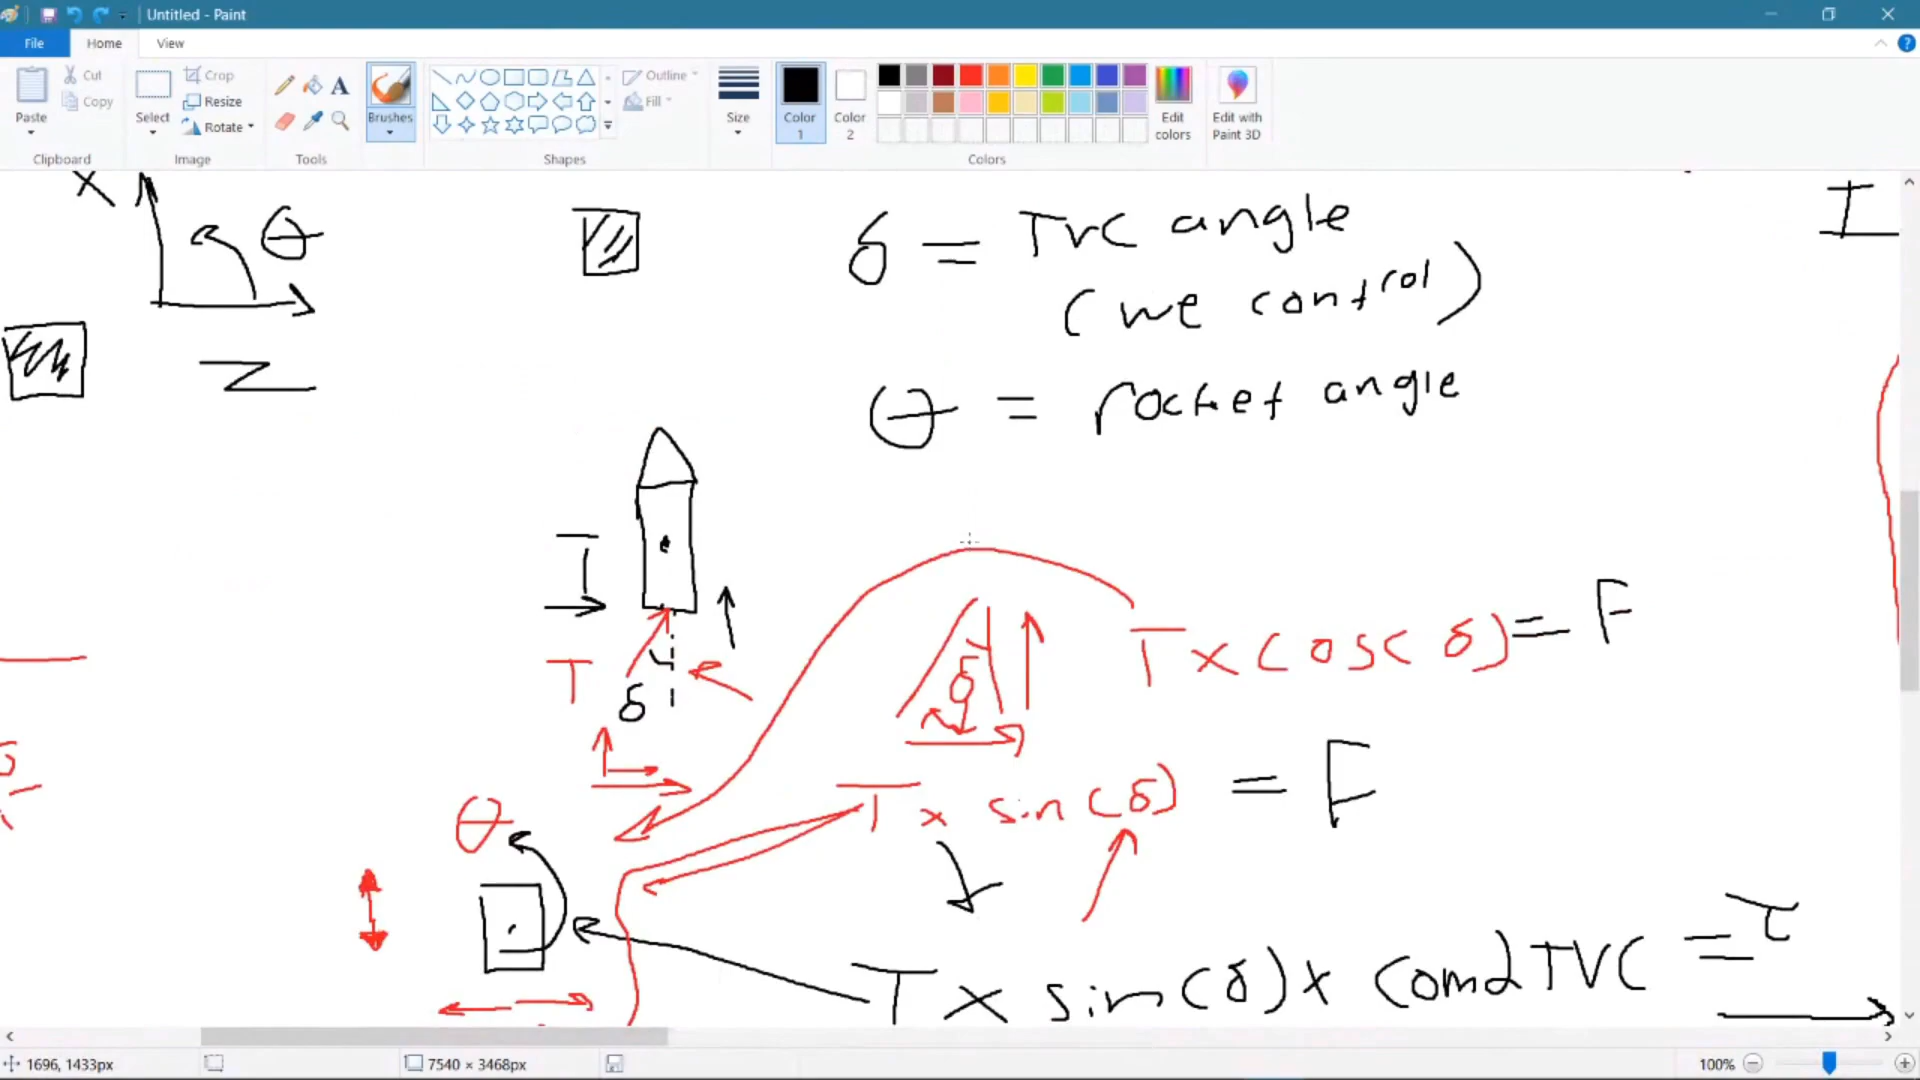 Untitled - Paint
File Home View
Paste
Cut
Copy
Clipboard
Select
Crop
Resize
Rotate
Image
Tools
Brushes
Shapes
Outline
Fill
Size
Color 1
Color 2
Edit colors
Colors
Edit with Paint 3D
X
θ
Z
δ = TVC angle
(we control)
θ = rocket angle
I
T
δ
δ
T x cos(δ) = F
T x sin(δ) = F
θ
T x sin(δ) x com2TVC = τ
1696, 1433px
7540 × 3468px
100%